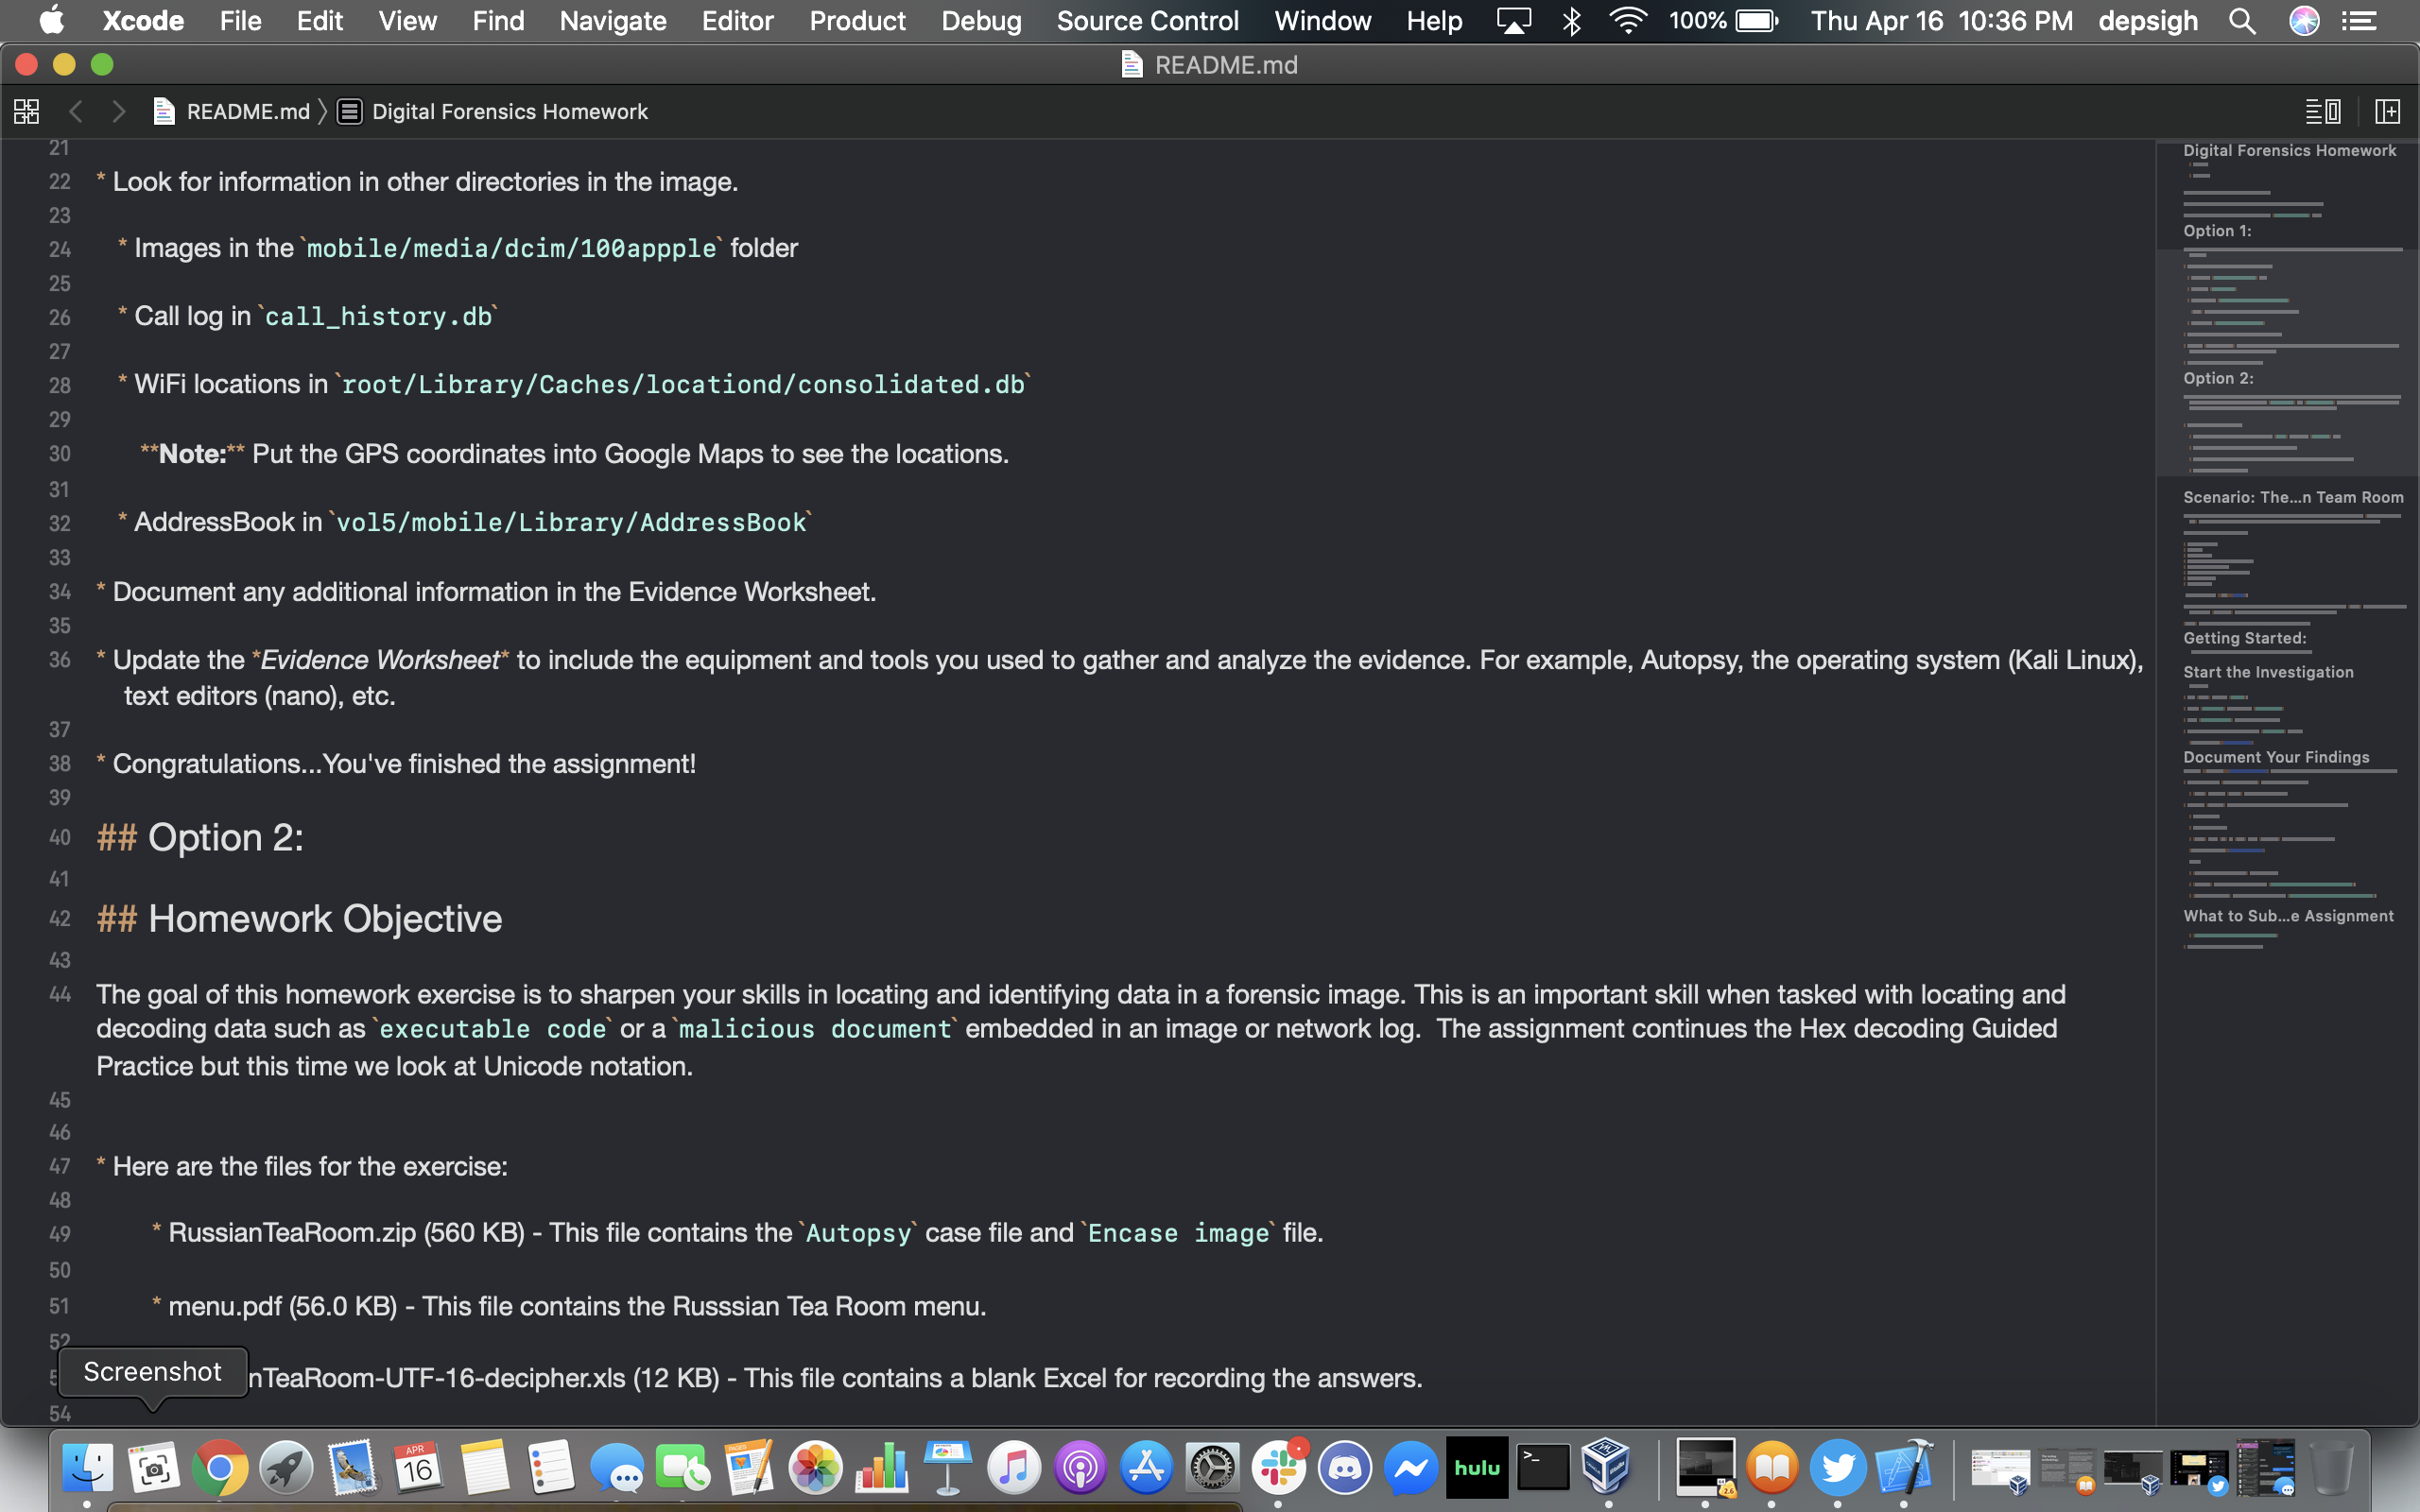 Xcode File Edit View Find Navigate Editor Product Debug Source Control Window Help 100% Thu Apr 16 10:36 PM depsigh
README.md
README.md Digital Forensics Homework
21
22 * Look for information in other directories in the image.
23
24 * Images in the `mobile/media/dcim/100appple` folder
25
26 * Call log in `call_history.db`
27
28 * WiFi locations in `root/Library/Caches/locationd/consolidated.db`
29
30 **Note:** Put the GPS coordinates into Google Maps to see the locations.
31
32 * AddressBook in `vol5/mobile/Library/AddressBook`
33
34 * Document any additional information in the Evidence Worksheet.
35
36 * Update the *Evidence Worksheet* to include the equipment and tools you used to gather and analyze the evidence. For example, Autopsy, the operating system (Kali Linux),
text editors (nano), etc.
37
38 * Congratulations...You've finished the assignment!
39
40 ## Option 2:
41
42 ## Homework Objective
43
44 The goal of this homework exercise is to sharpen your skills in locating and identifying data in a forensic image. This is an important skill when tasked with locating and
decoding data such as `executable code` or a `malicious document` embedded in an image or network log.  The assignment continues the Hex decoding Guided
Practice but this time we look at Unicode notation.
45
46
47 * Here are the files for the exercise:
48
49 * RussianTeaRoom.zip (560 KB) - This file contains the `Autopsy` case file and `Encase image` file.
50
51 * menu.pdf (56.0 KB) - This file contains the Russsian Tea Room menu.
52
nTeaRoom-UTF-16-decipher.xls (12 KB) - This file contains a blank Excel for recording the answers.
54
Screenshot
Digital Forensics Homework
Option 1:
Option 2:
Scenario: The...n Team Room
Getting Started:
Start the Investigation
Document Your Findings
What to Sub...e Assignment
APR
16
PAGES
hulu
>_
2.6